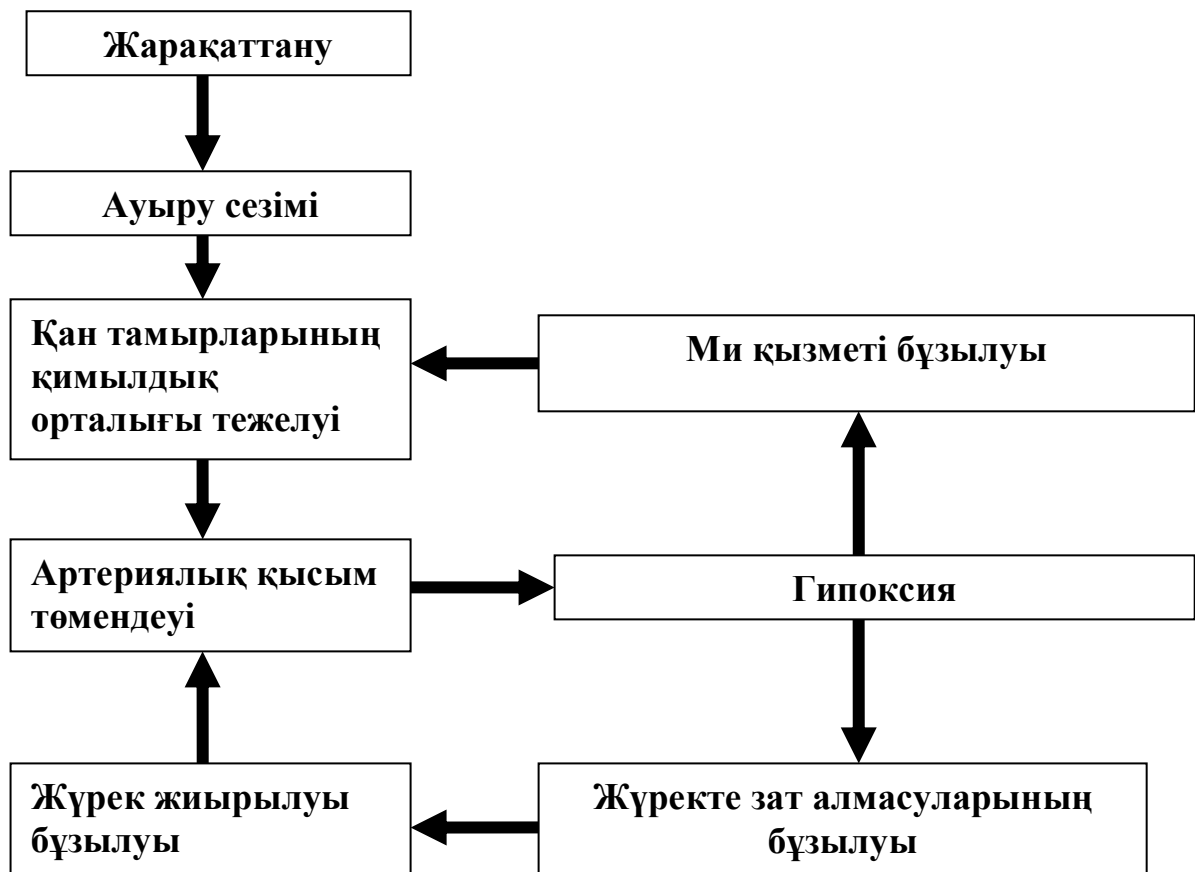 Жарақаттану
Ауыру сезімі
Қан тамырларының
қимылдық
орталығы тежелуі
Ми қызметі бұзылуы
Артериялық қысым
төмендеуі
Гипоксия
Жүрек жиырылуы
бұзылуы
Жүректе зат алмасуларының
бұзылуы